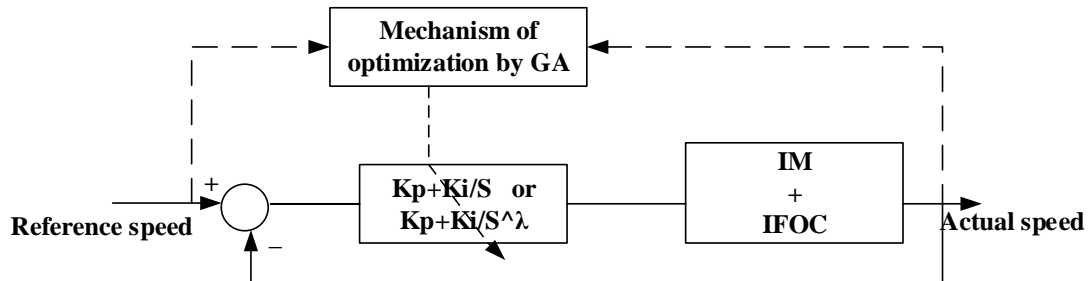 Mechanism of
optimization by GA
+
Reference speed
−
Kp+Ki/S or
Kp+Ki/S^λ
IM
+
IFOC
Actual speed